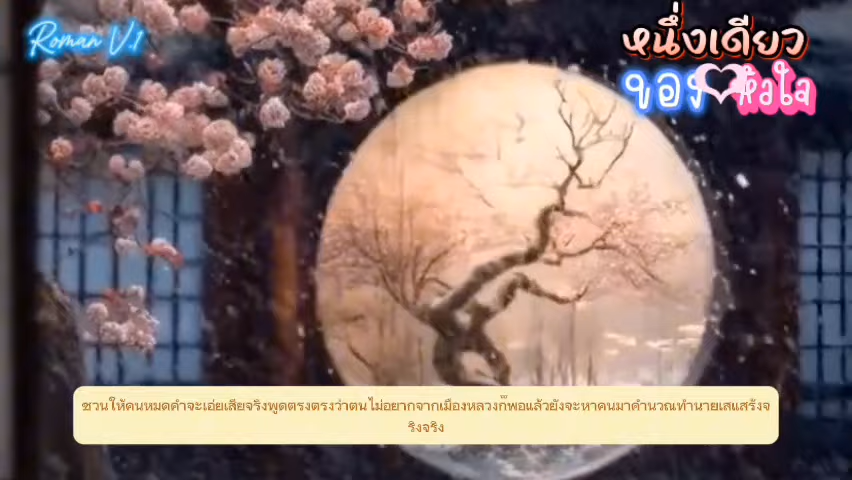 Roman V.1
หนึ่งเดียว
ของหัวใจ
ชวนให้คนหมดคำจะเอ่ยเสียจริงพูดตรงตรงว่าตนไม่อยากจากเมืองหลวงก็พอแล้วยังจะหาคนมาคำนวณทำนายเสแสร้งจ
ริงจริง